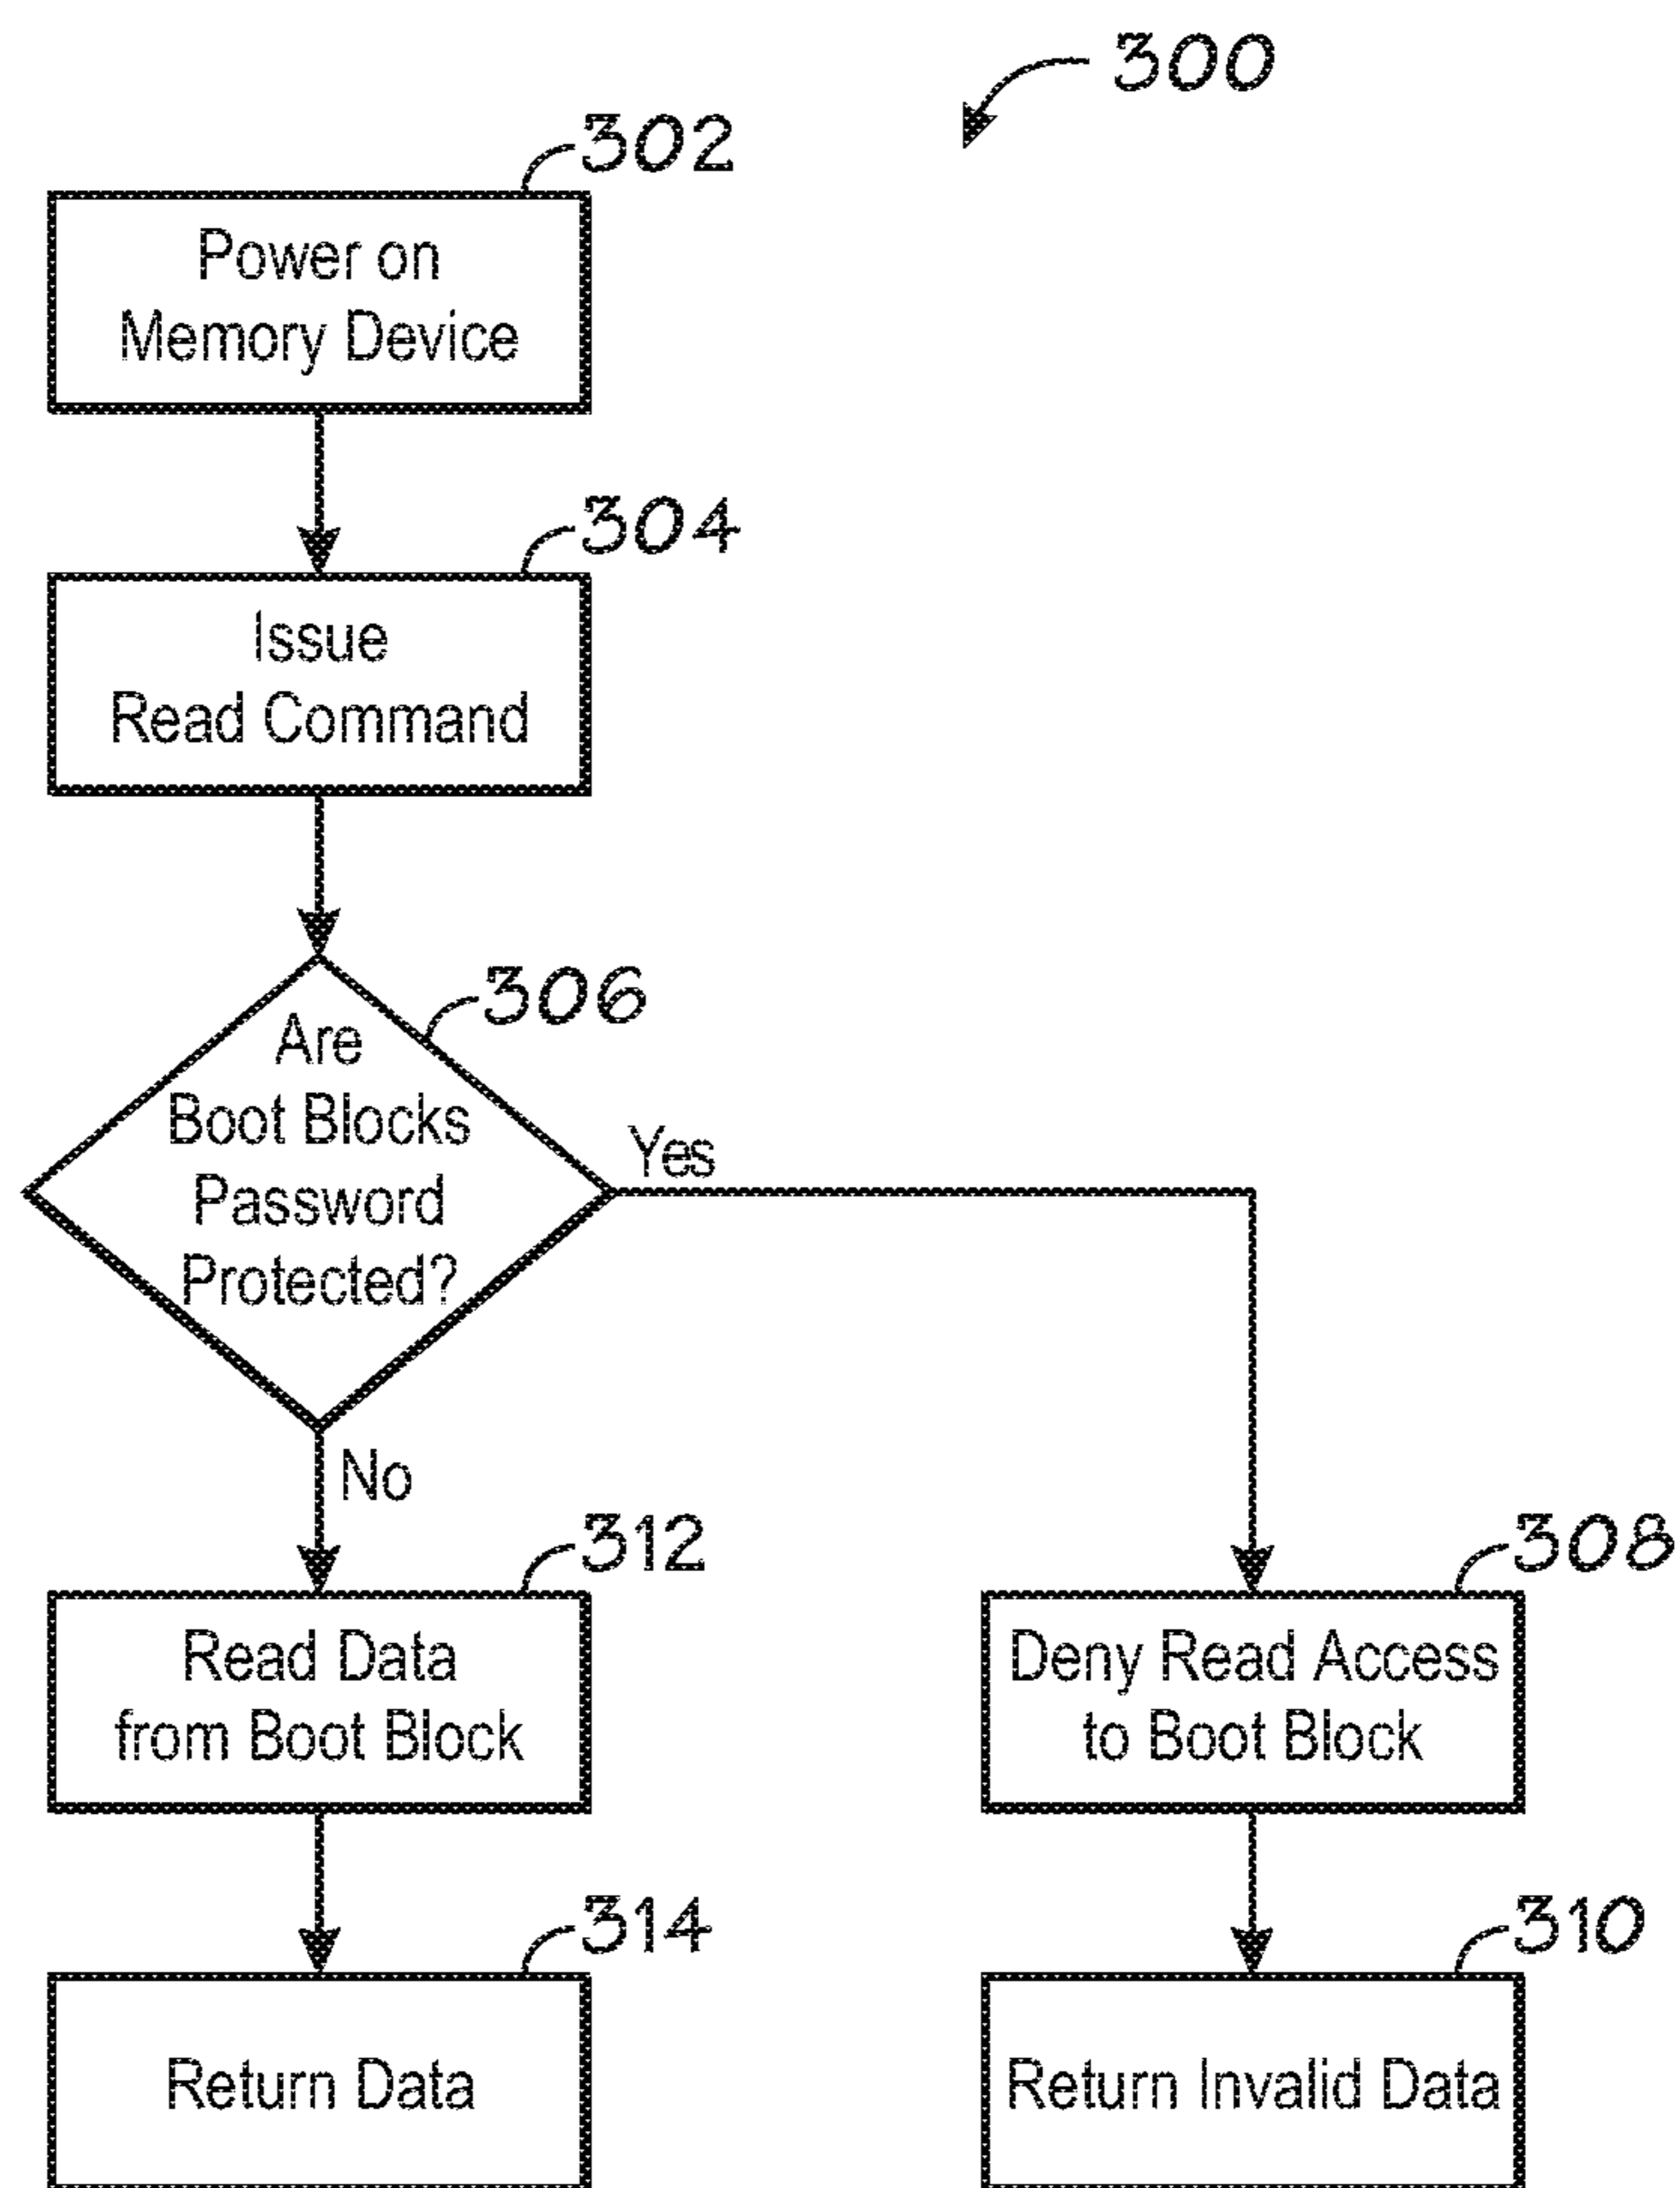 300
302
Power on
Memory Device
304
Issue
Read Command
306
Are
Boot Blocks
Password
Protected?
Yes
No
312
Read Data
from Boot Block
308
Deny Read Access
to Boot Block
314
Return Data
310
Return Invalid Data